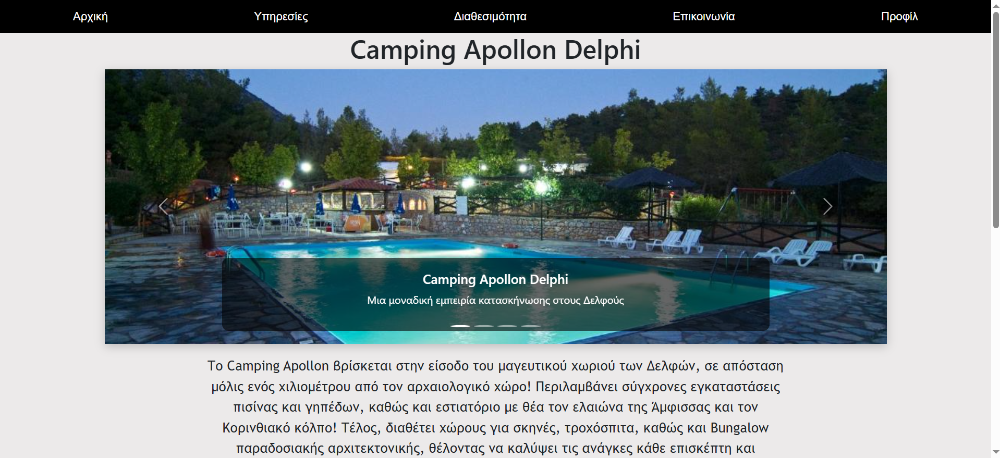 Αρχική
Υπηρεσίες
Διαθεσιμότητα
Επικοινωνία
Προφίλ
Camping Apollon Delphi
Camping Apollon Delphi
Μια μοναδική εμπειρία κατασκήνωσης στους Δελφούς
Το Camping Apollon βρίσκεται στην είσοδο του μαγευτικού χωριού των Δελφών, σε απόσταση
μόλις ενός χιλιομέτρου από τον αρχαιολογικό χώρο! Περιλαμβάνει σύγχρονες εγκαταστάσεις
πισίνας και γηπέδων, καθώς και εστιατόριο με θέα τον ελαιώνα της Άμφισσας και τον
Κορινθιακό κόλπο! Τέλος, διαθέτει χώρους για σκηνές, τροχόσπιτα, καθώς και Bungalow
παραδοσιακής αρχιτεκτονικής, θέλοντας να καλύψει τις ανάγκες κάθε επισκέπτη και